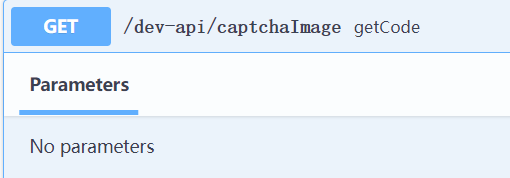 GET /dev-api/captchaImage getCode
Parameters
No parameters